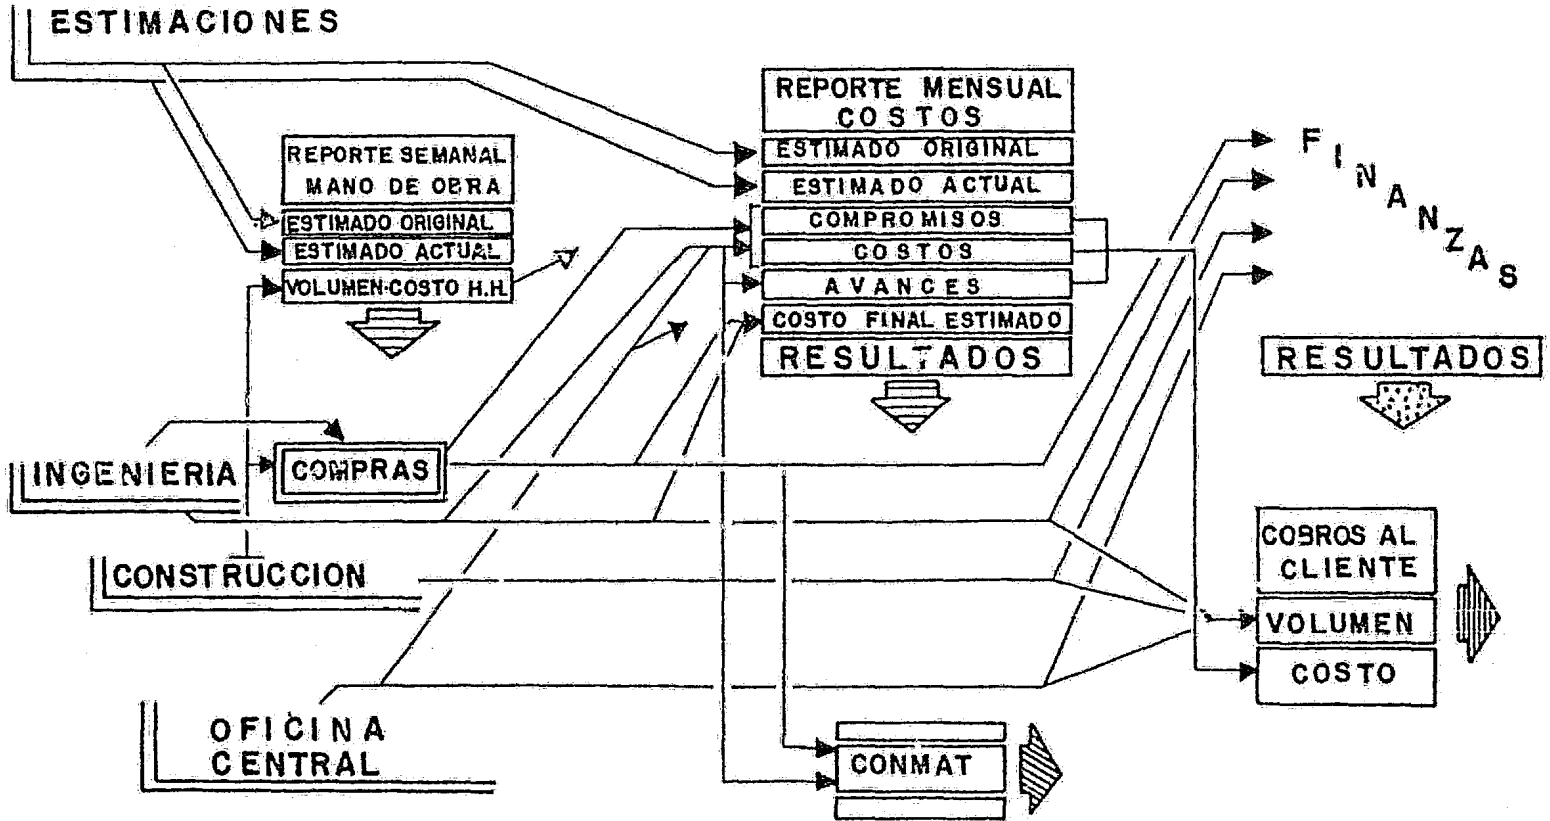 ESTIMACIONES
REPORTE SEMANAL
MANO DE OBRA
ESTIMADO ORIGINAL
ESTIMADO ACTUAL
VOLUMEN-COSTO H.H.
REPORTE MENSUAL
COSTOS
ESTIMADO ORIGINAL
ESTIMADO ACTUAL
COMPROMISOS
COSTOS
AVANCES
COSTO FINAL ESTIMADO
RESULTADOS
FINANZAS
RESULTADOS
INGENIERIA
COMPRAS
CONSTRUCCION
OFICINA
CENTRAL
CONMAT
COBROS AL
CLIENTE
VOLUMEN
COSTO